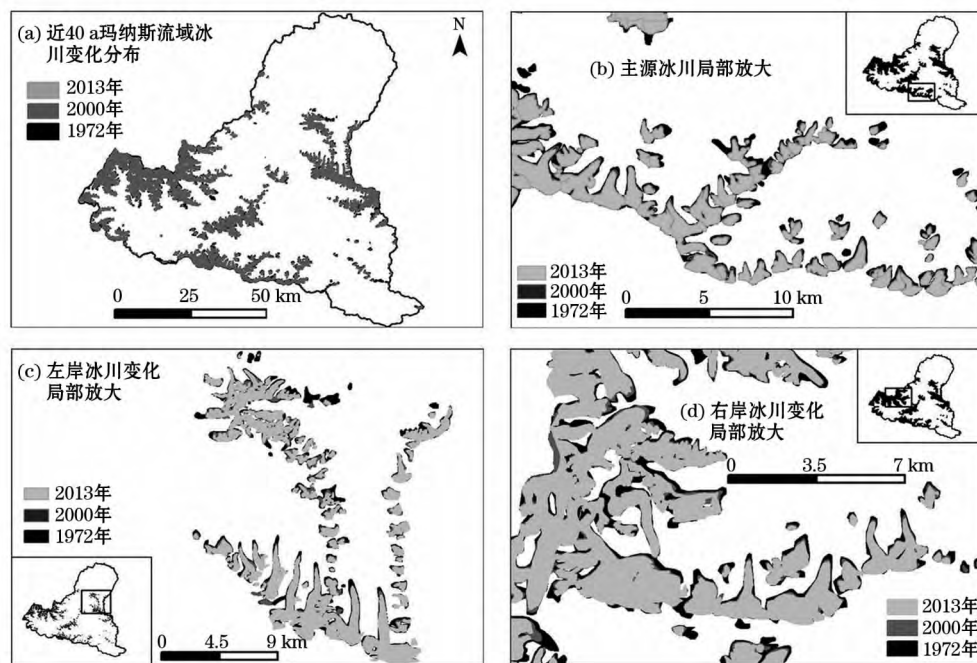 (a) 近40 a玛纳斯流域冰
川变化分布
N
2013年
2000年
1972年
0 25 50 km
(b) 主源冰川局部放大
2013年
2000年
1972年
0 5 10 km
(c) 左岸冰川变化
局部放大
2013年
2000年
1972年
0 4.5 9 km
(d) 右岸冰川变化
局部放大
0 3.5 7 km
2013年
2000年
1972年